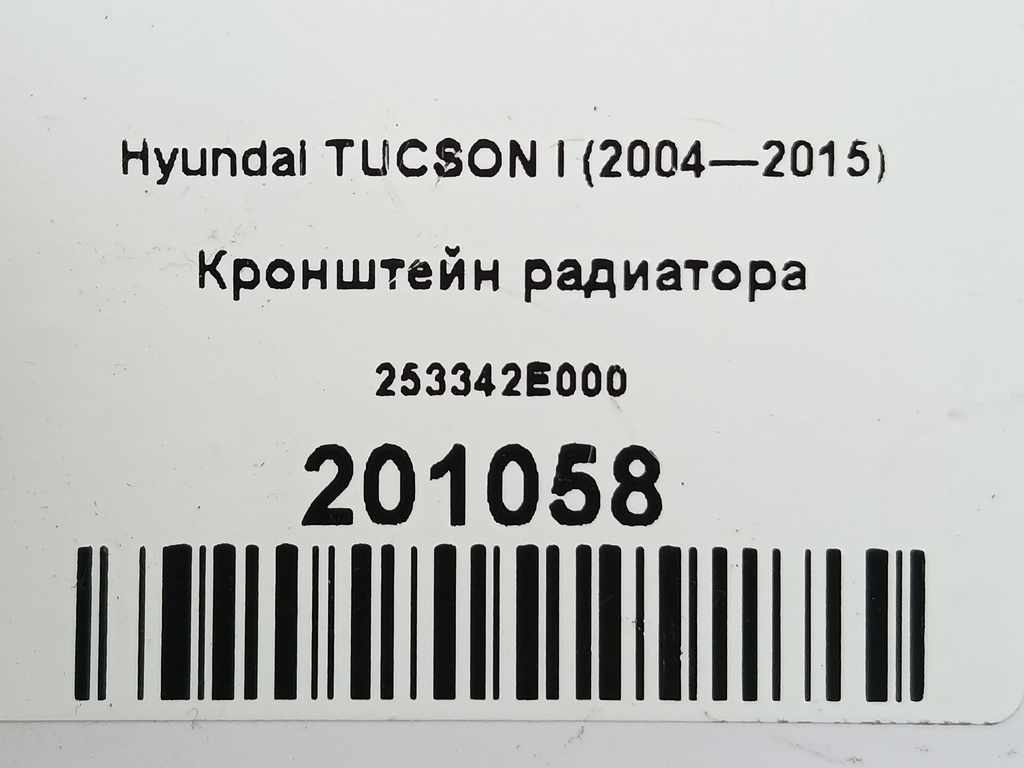 Hyundai TUCSON I (2004—2015)
Кронштейн радиатора
253342E000
201058